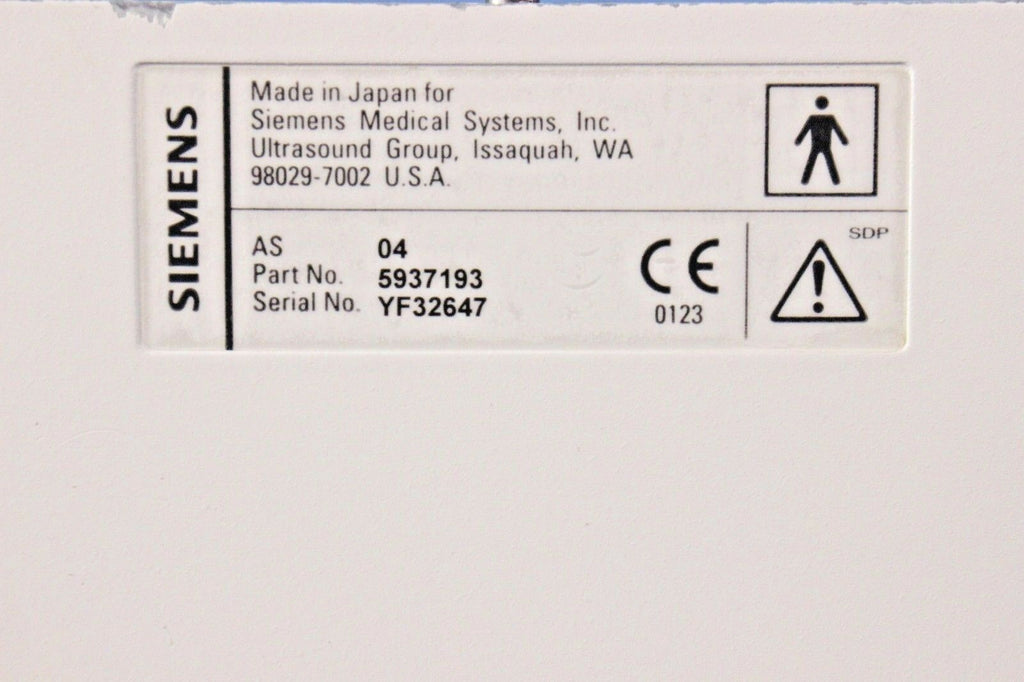 SIEMENS
Made in Japan for
Siemens Medical Systems, Inc.
Ultrasound Group, Issaquah, WA
98029-7002 U.S.A.
AS 04
Part No. 5937193
Serial No. YF32647
CE
0123
SDP
!